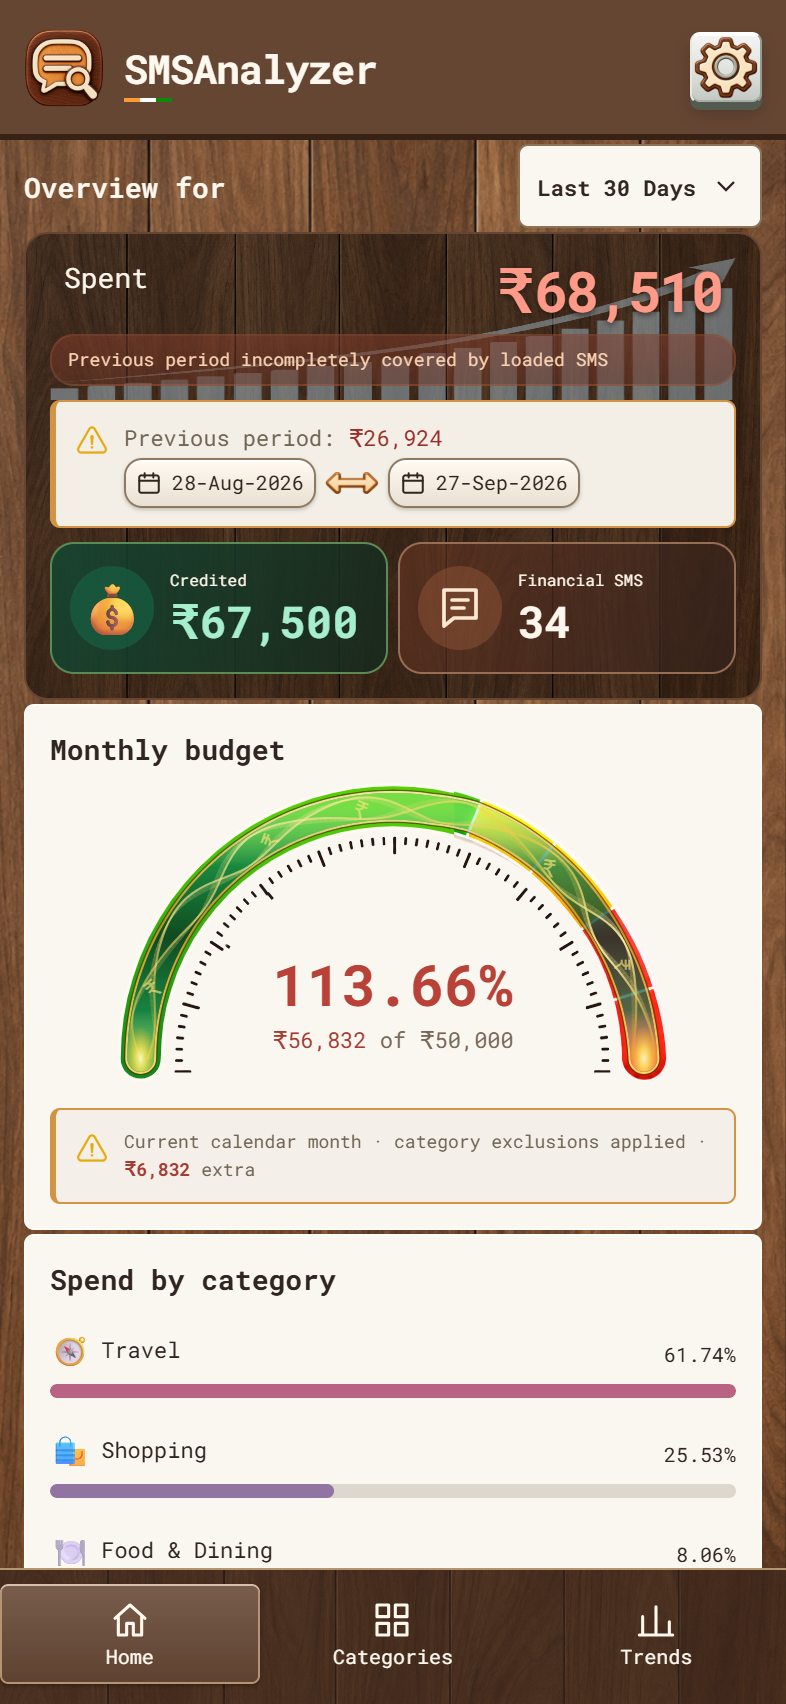 SMSAnalyzer
Overview for
Last 30 Days
Spent
₹68,510
Previous period incompletely covered by loaded SMS
Previous period: ₹26,924
28-Aug-2026
27-Sep-2026
Credited
₹67,500
Financial SMS
34
Monthly budget
113.66%
₹56,832 of ₹50,000
Current calendar month · category exclusions applied ·
₹6,832 extra
Spend by category
Travel
61.74%
Shopping
25.53%
Food & Dining
8.06%
Home
Categories
Trends